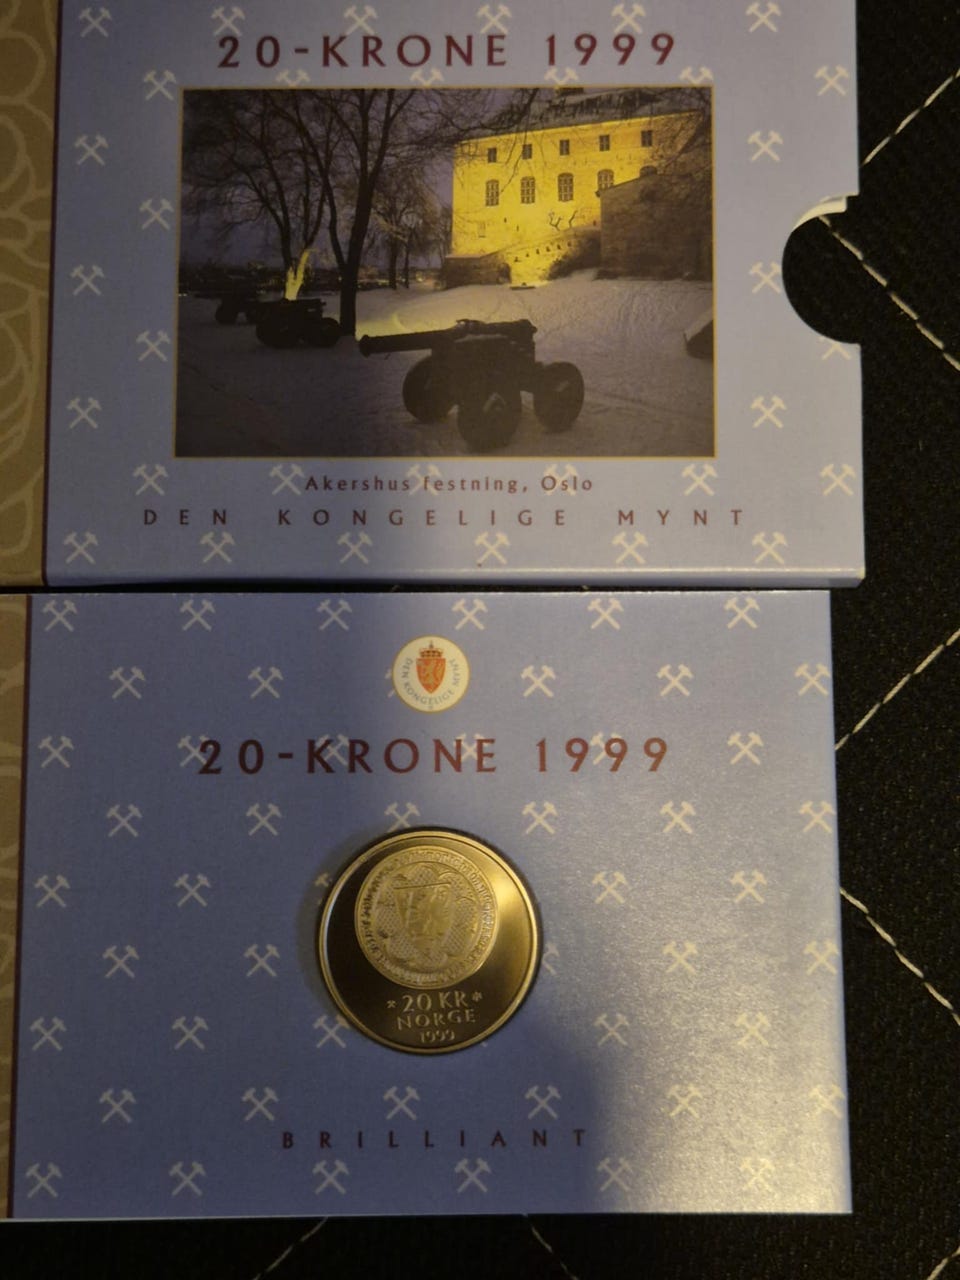 20-KRONE 1999
Akershus festning, Oslo
DEN KONGELIGE MYNT
DEN KONGELIGE MYNT
20-KRONE 1999
20 KR
NORGE
1999
BRILLIANT